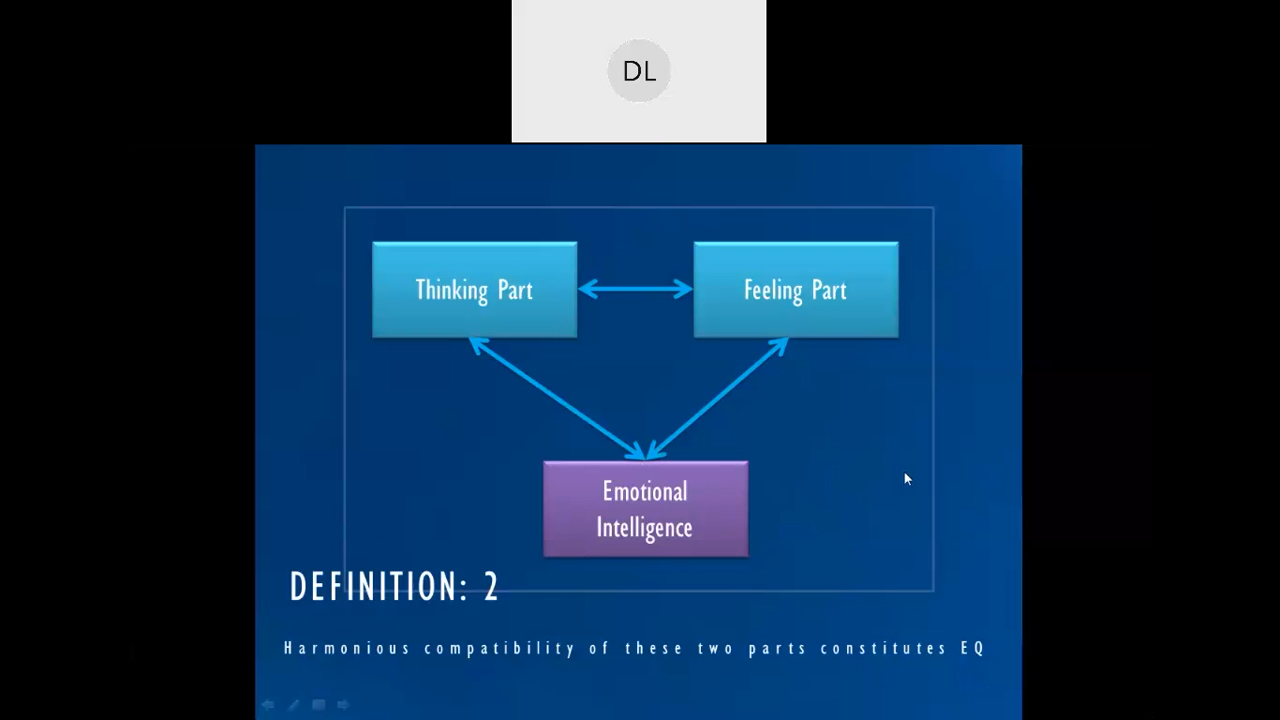 DL
Thinking Part
Feeling Part
Emotional
Intelligence
DEFINITION: 2
Harmonious compatibility of these two parts constitutes EQ